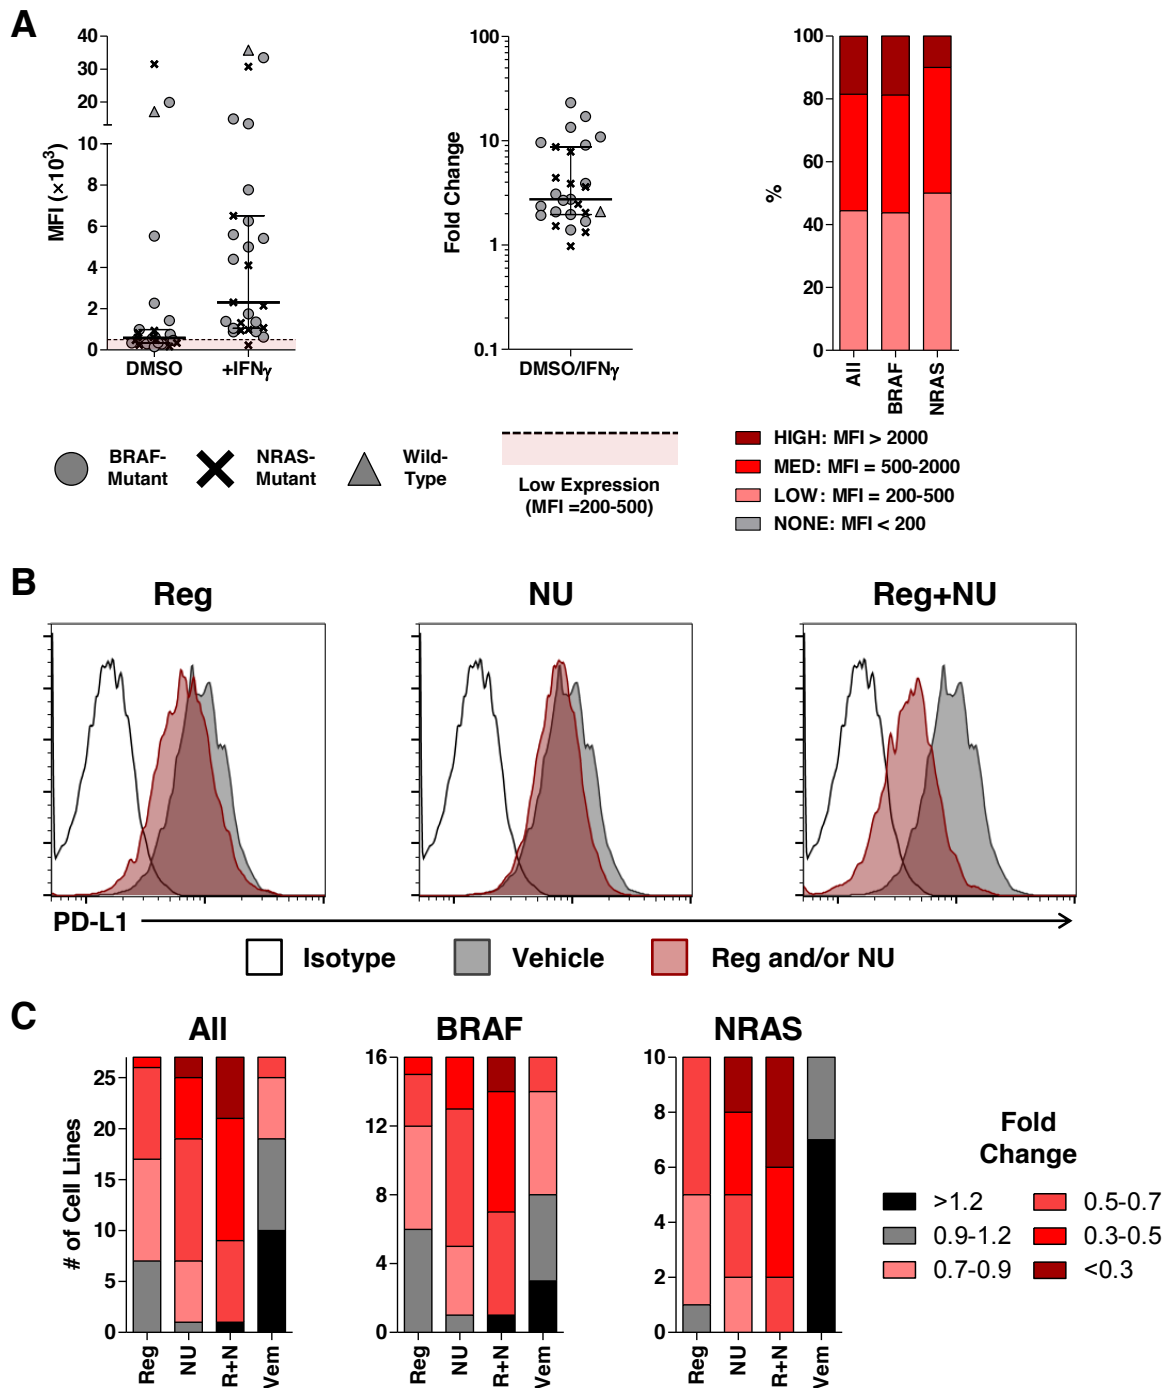 A
MFI (×10³)
40
30
20
10
8
6
4
2
0
DMSO
+IFNγ
Fold Change
100
10
1
0.1
DMSO/IFNγ
%
100
80
60
40
20
0
All
BRAF
NRAS
BRAF-
Mutant
NRAS-
Mutant
Wild-
Type
Low Expression
(MFI =200-500)
HIGH: MFI > 2000
MED: MFI = 500-2000
LOW: MFI = 200-500
NONE: MFI < 200
B
Reg
NU
Reg+NU
PD-L1
Isotype
Vehicle
Reg and/or NU
C
All
# of Cell Lines
25
20
15
10
5
0
Reg
NU
R+N
Vem
BRAF
16
12
8
4
0
Reg
NU
R+N
Vem
NRAS
10
8
6
4
2
0
Reg
NU
R+N
Vem
Fold
Change
>1.2
0.9-1.2
0.7-0.9
0.5-0.7
0.3-0.5
<0.3